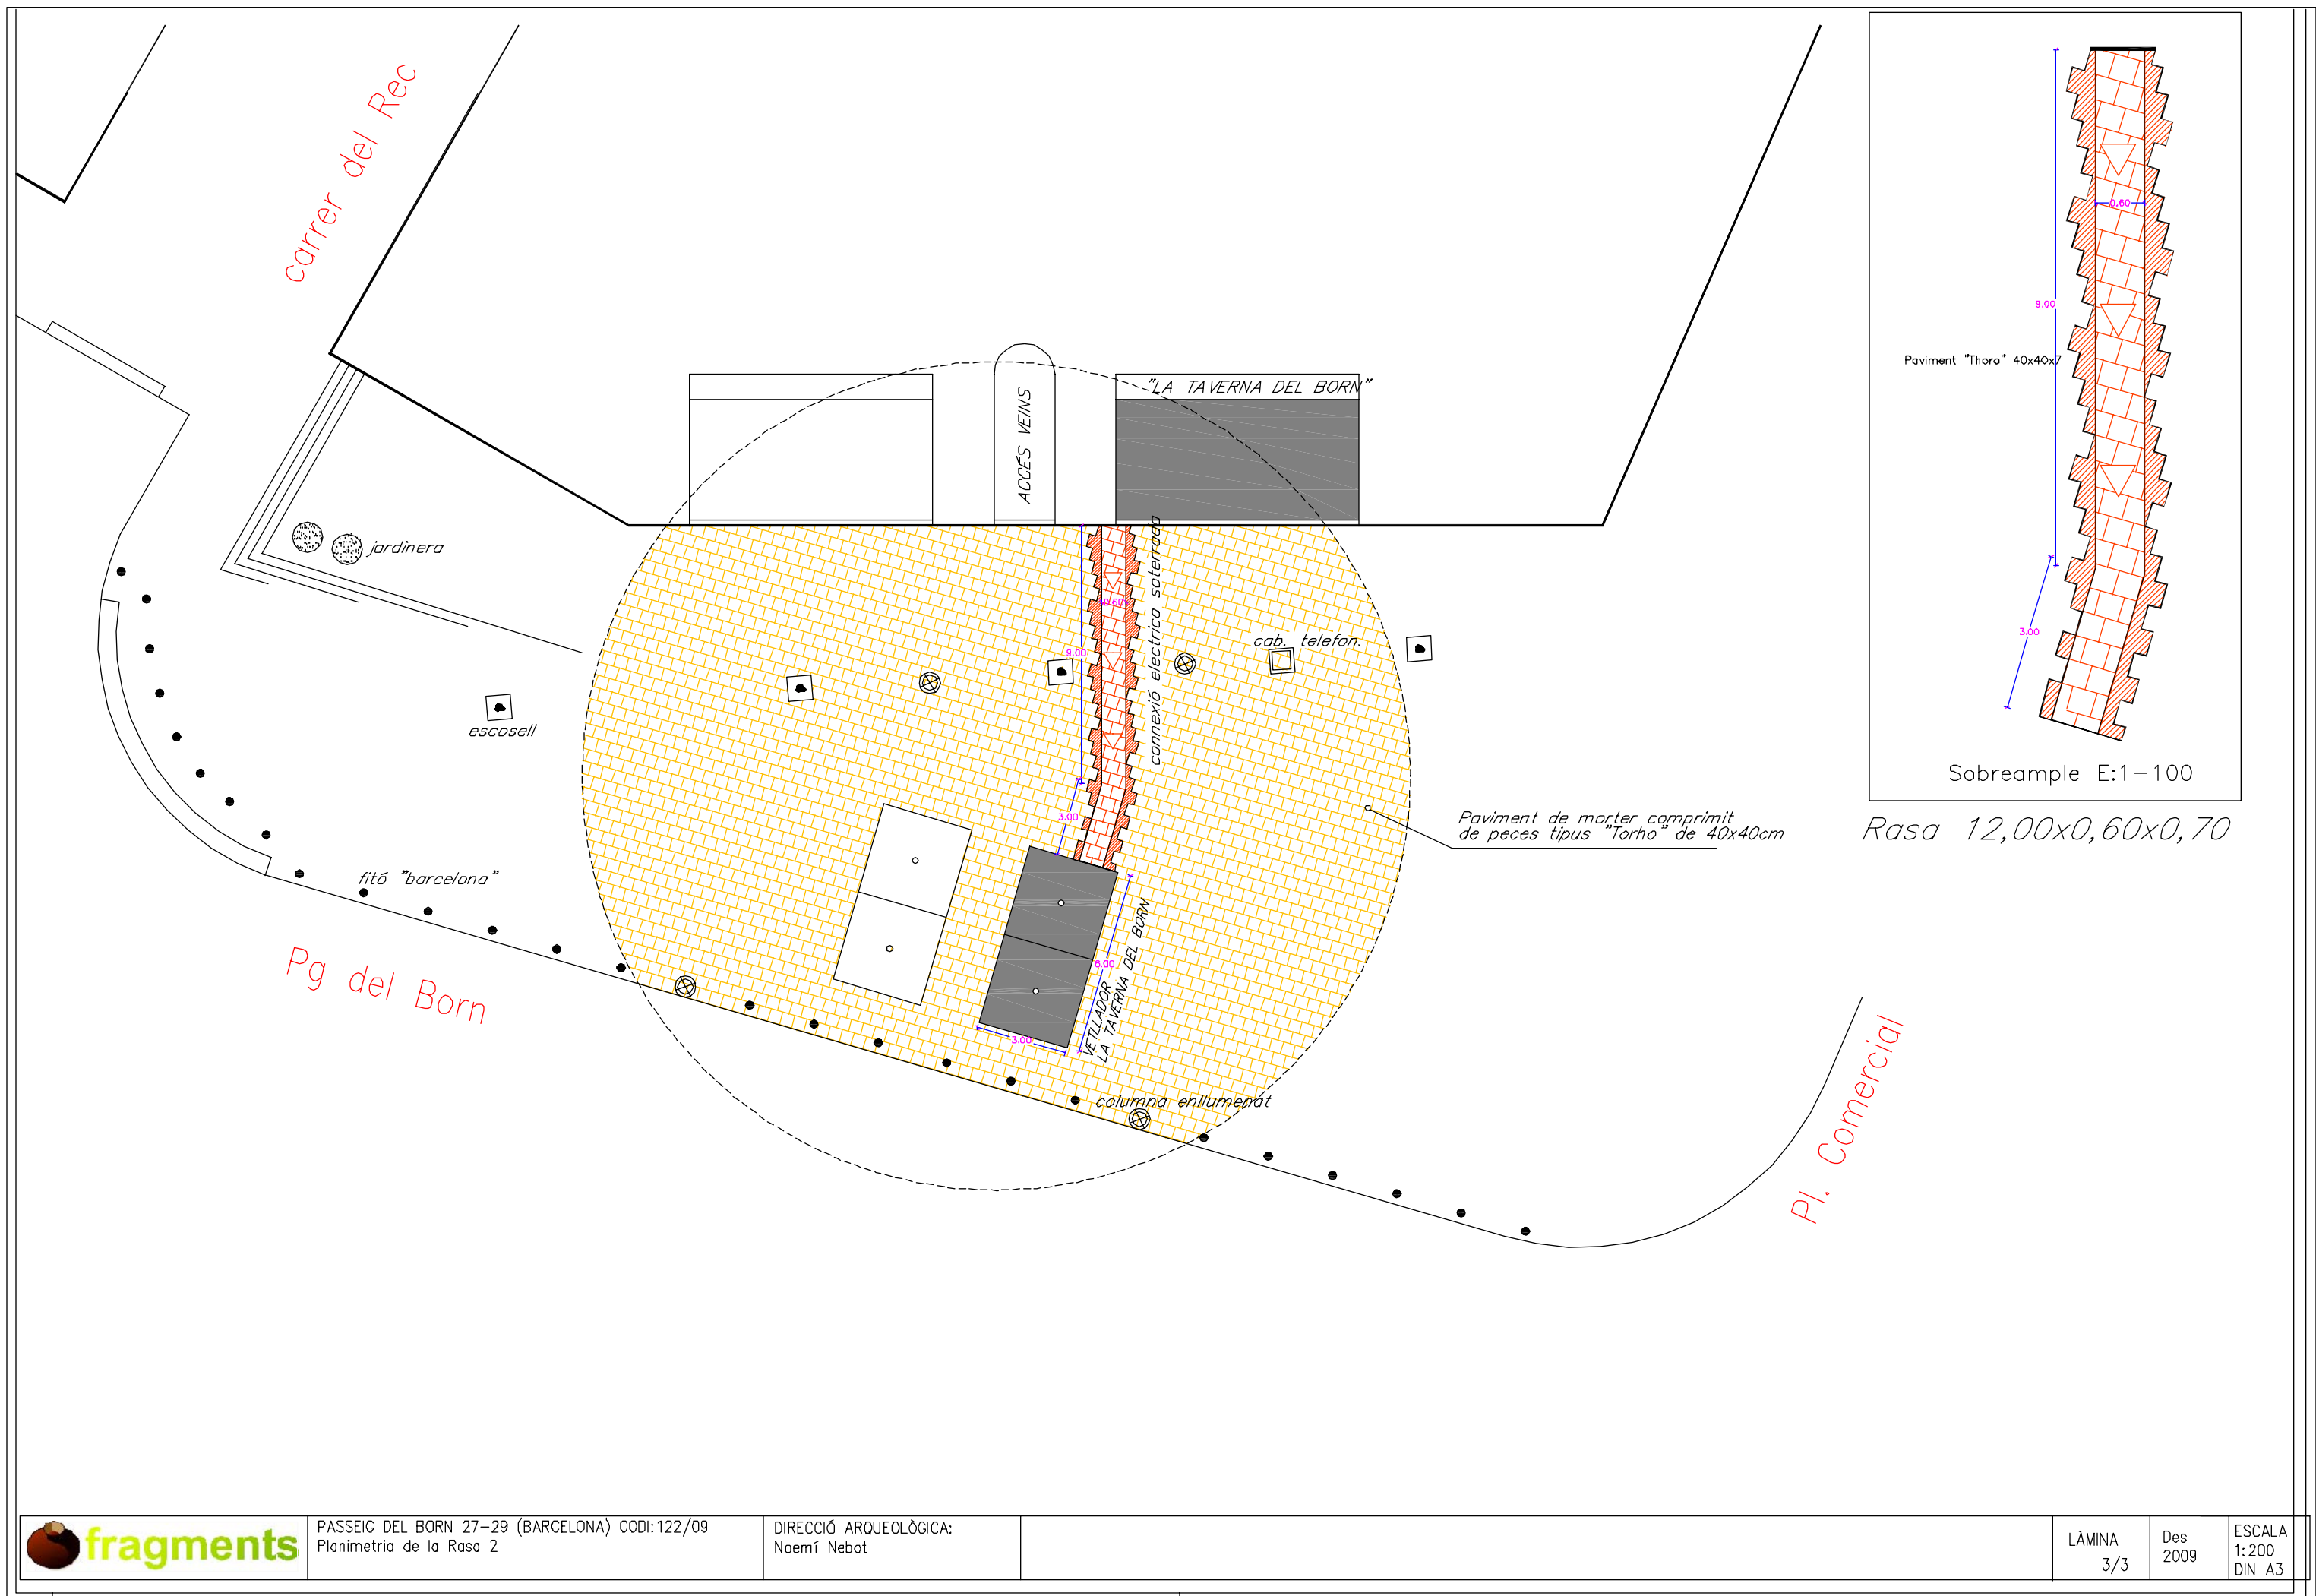 carrer del Rec
"LA TAVERNA DEL BORN"
ACCÉS VEINS
jardinera
connexió electrica soterrada
0.60
9.00
cab. telefon.
escosell
3.00
Paviment de morter comprimit
de peces tipus "Torho" de 40x40cm
fitó "barcelona"
6.00
VETLLADOR
LA TAVERNA DEL BORN
3.00
Pg del Born
columna enllumenat
Pl. Comercial
0.60
9.00
Paviment "Thoro" 40x40x7
3.00
Sobreample E:1-100
Rasa 12,00x0,60x0,70
fragments
PASSEIG DEL BORN 27-29 (BARCELONA) CODI:122/09
Planimetria de la Rasa 2
DIRECCIÓ ARQUEOLÒGICA:
Noemí Nebot
LÀMINA
3/3
Des
2009
ESCALA
1:200
DIN A3